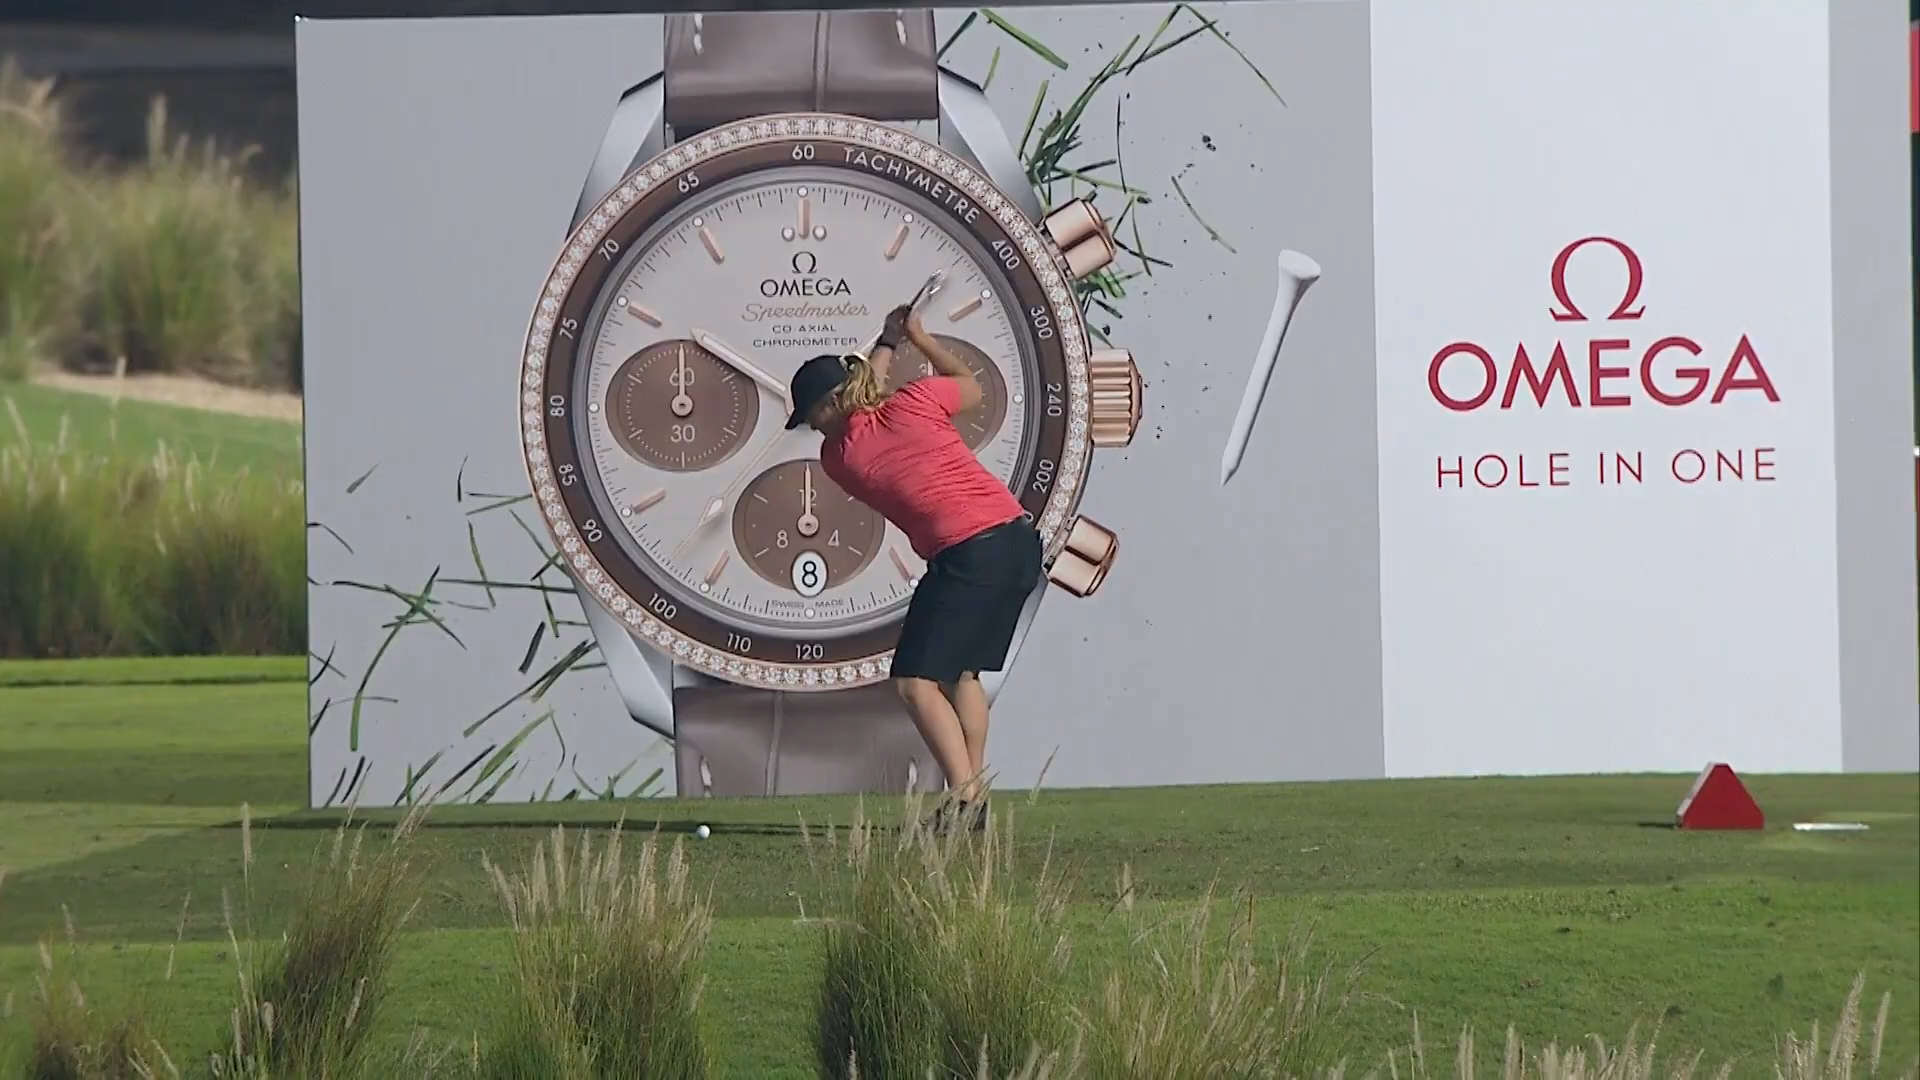 60 TACHYMETRE
65
400
70
300
75
240
80
200
85
90
100
110
120
Ω
OMEGA
Speedmaster
CO-AXIAL
CHRONOMETER
60
30
12
8 4
8
SWISS MADE
Ω
OMEGA
HOLE IN ONE